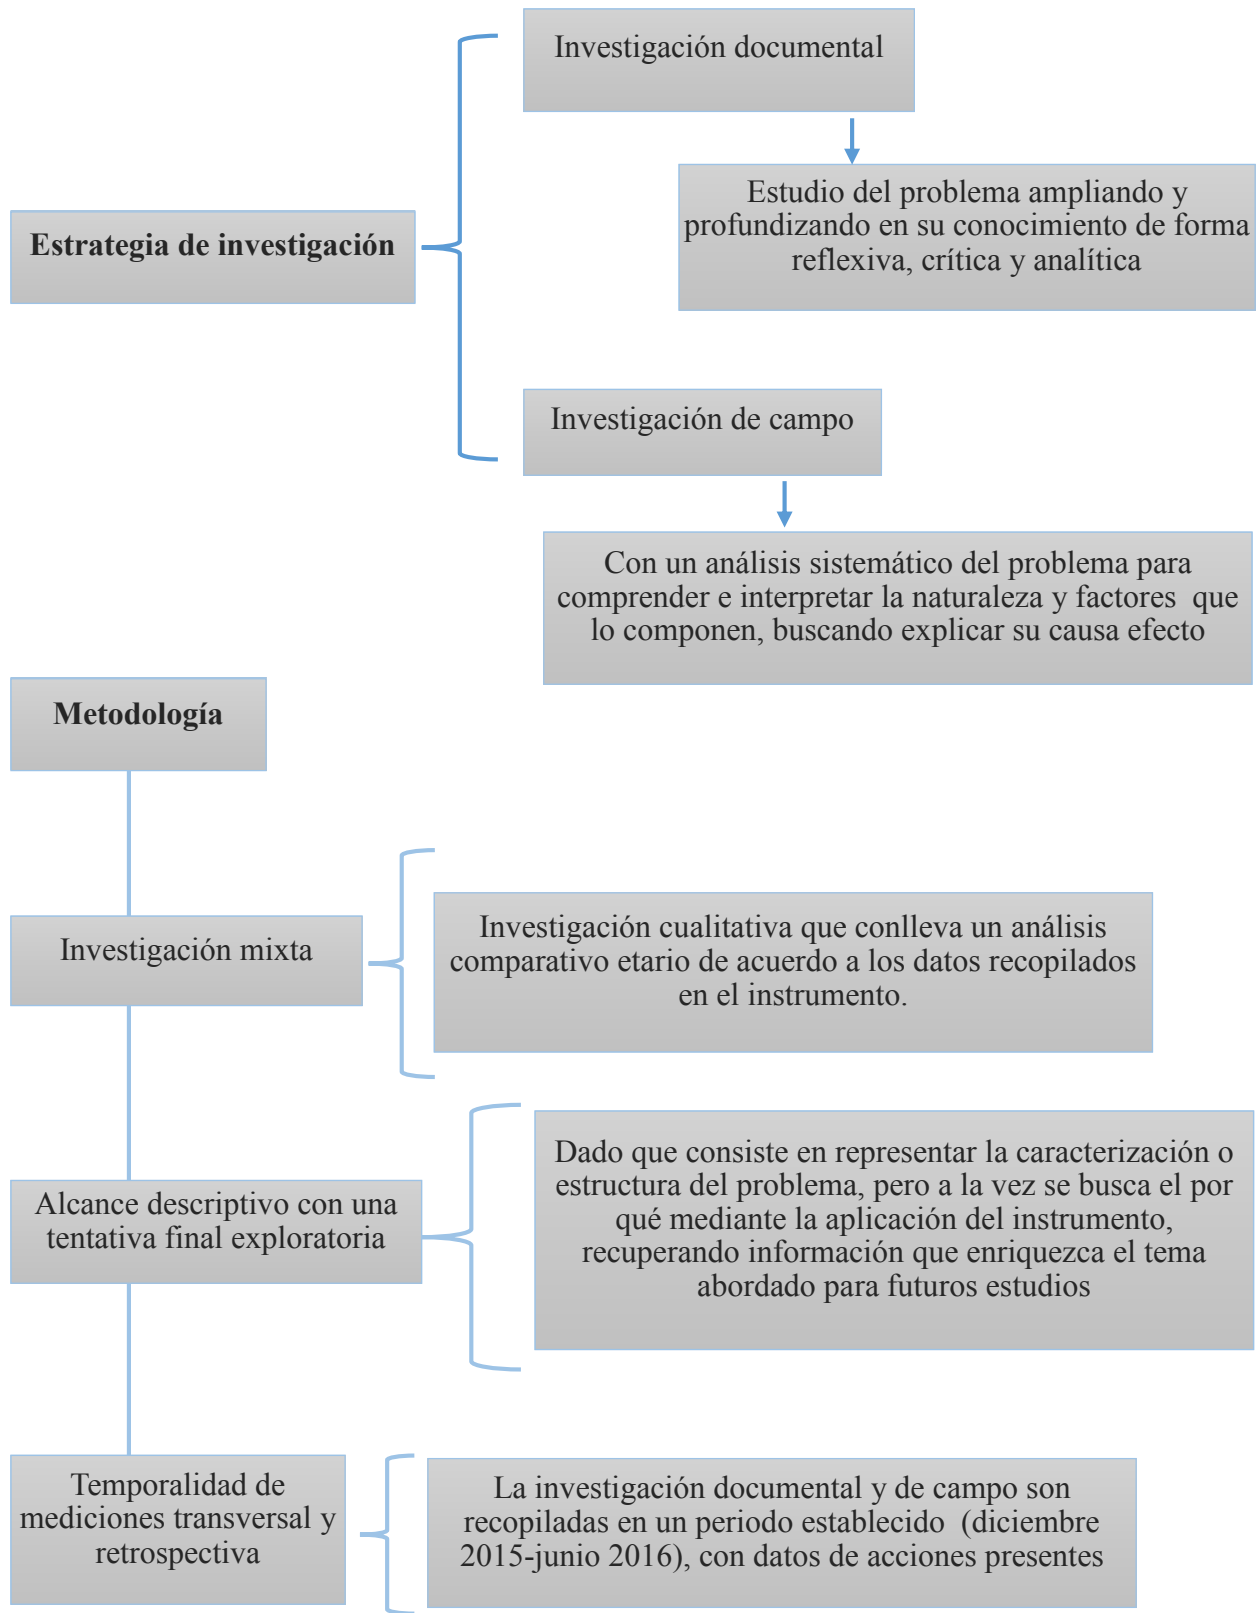 Investigación documental
Estudio del problema ampliando y
profundizando en su conocimiento de forma
reflexiva, crítica y analítica
Estrategia de investigación
Investigación de campo
Con un análisis sistemático del problema para
comprender e interpretar la naturaleza y factores que
lo componen, buscando explicar su causa efecto
Metodología
Investigación mixta
Investigación cualitativa que conlleva un análisis
comparativo etario de acuerdo a los datos recopilados
en el instrumento.
Alcance descriptivo con una
tentativa final exploratoria
Dado que consiste en representar la caracterización o
estructura del problema, pero a la vez se busca el por
qué mediante la aplicación del instrumento,
recuperando información que enriquezca el tema
abordado para futuros estudios
Temporalidad de
mediciones transversal y
retrospectiva
La investigación documental y de campo son
recopiladas en un periodo establecido (diciembre
2015-junio 2016), con datos de acciones presentes